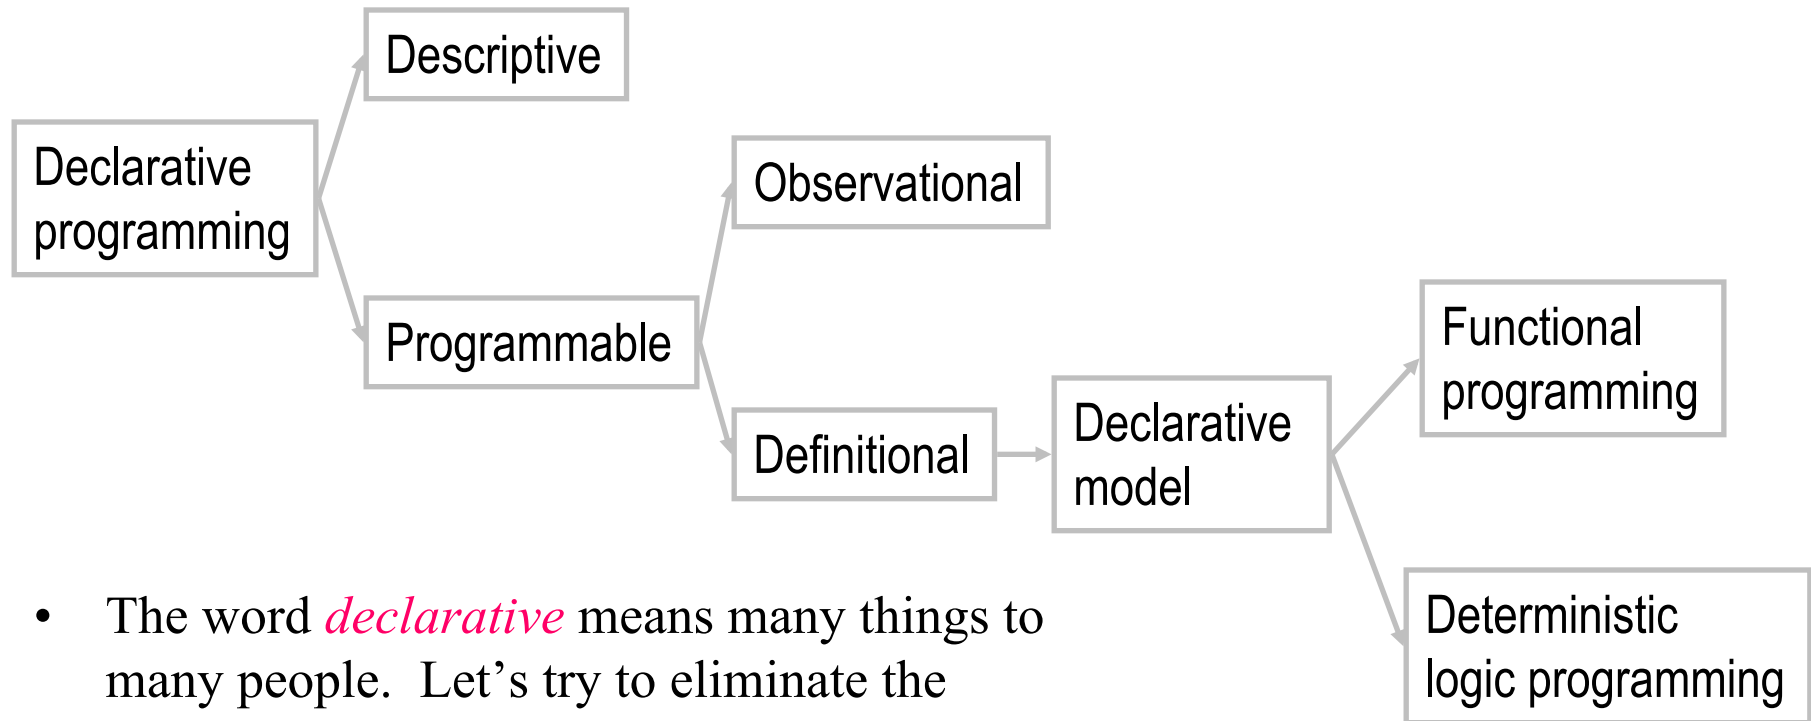 Descriptive
Declarative
programming
Observational
Programmable
Functional
programming
Definitional
Declarative
model
• The word declarative means many things to
many people. Let’s try to eliminate the
Deterministic
logic programming